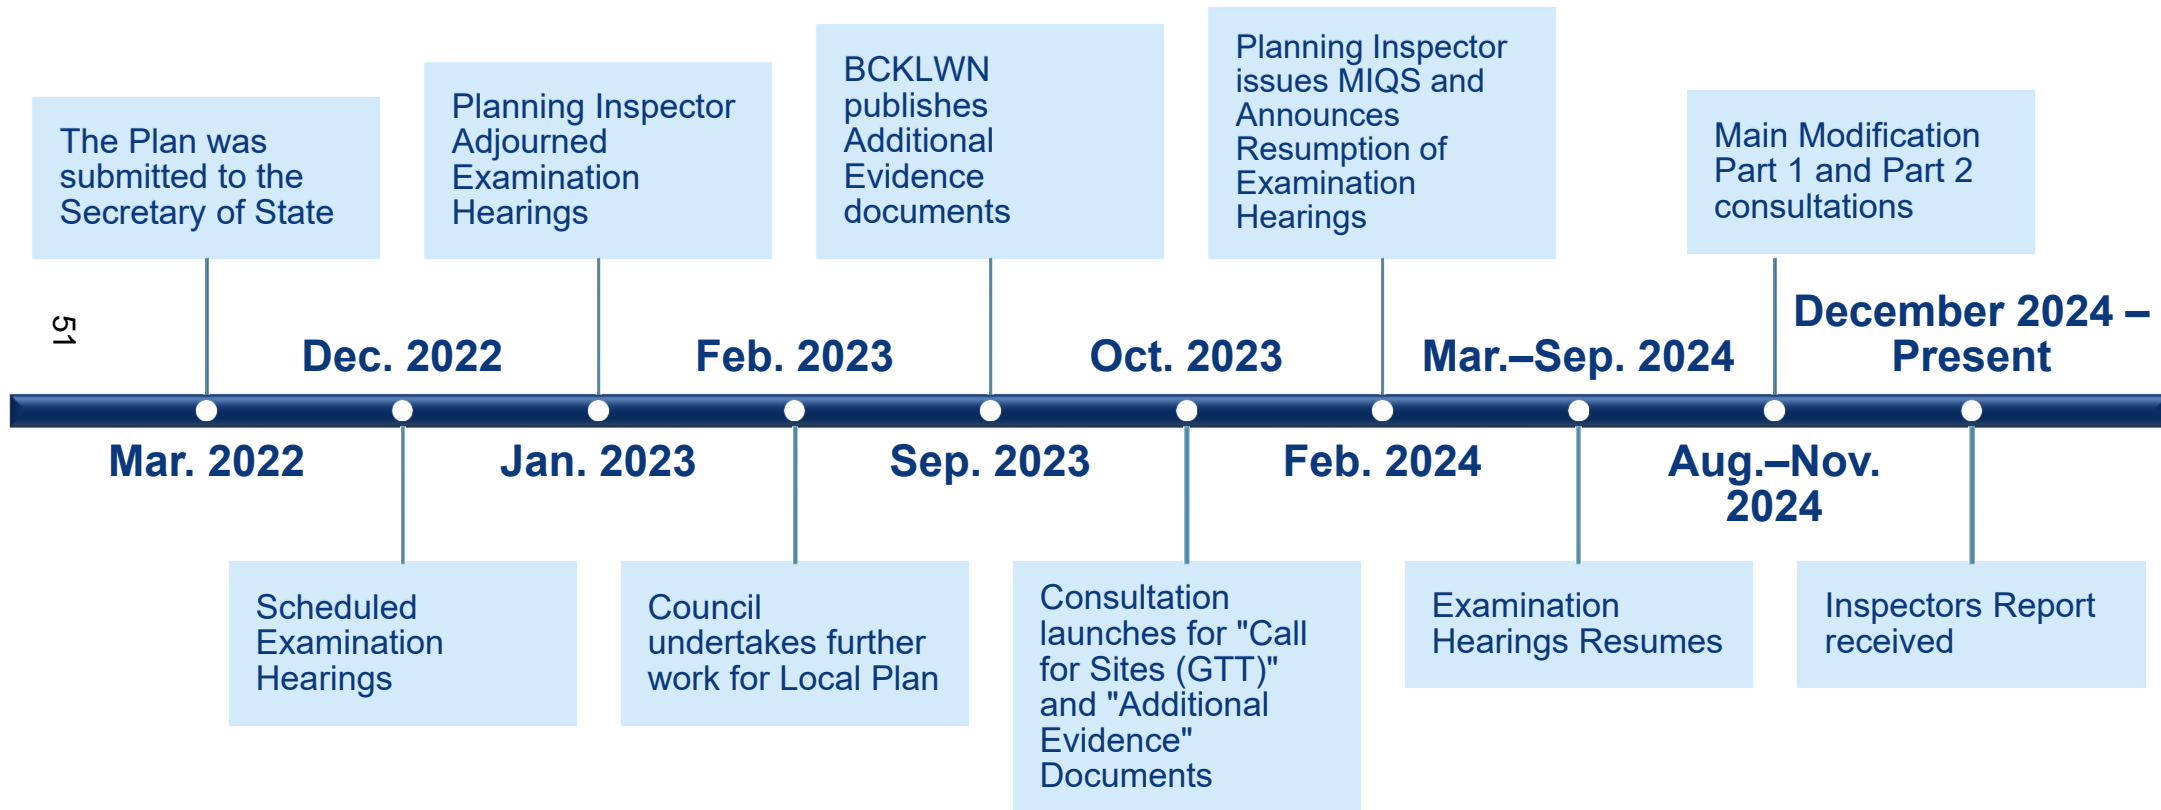 The Plan was
submitted to the
Secretary of State
Planning Inspector
Adjourned
Examination
Hearings
BCKLWN
publishes
Additional
Evidence
documents
Planning Inspector
issues MIQS and
Announces
Resumption of
Examination
Hearings
Main Modification
Part 1 and Part 2
consultations
51
Dec. 2022
Feb. 2023
Oct. 2023
Mar.–Sep. 2024
December 2024 –
Present
Mar. 2022
Jan. 2023
Sep. 2023
Feb. 2024
Aug.–Nov.
2024
Scheduled
Examination
Hearings
Council
undertakes further
work for Local Plan
Consultation
launches for "Call
for Sites (GTT)"
and "Additional
Evidence"
Documents
Examination
Hearings Resumes
Inspectors Report
received